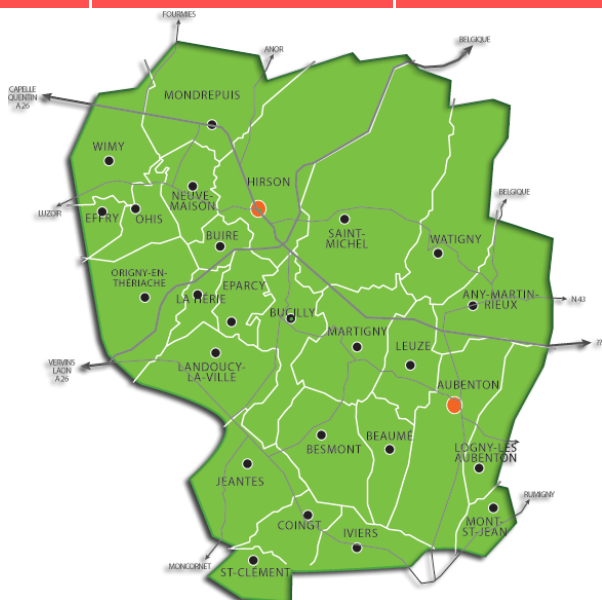 FOURMIES
ANOR
BELGIQUE
CAPELLE
QUENTIN
A 26
MONDREPUIS
WIMY
HIRSON
NEUVE-
MAISON
BELGIQUE
LUZOIR
EFFRY
OHIS
SAINT-
MICHEL
BUIRE
WATIGNY
ORIGNY-EN-
THÉRIACHE
EPARCY
LA HERIE
ANY-MARTIN-
RIEUX
N 43
BUCILLY
MARTIGNY
LEUZE
VERVINS
LAON
A 26
LANDOUCY-
LA-VILLE
AUBENTON
BESMONT
BEAUMÉ
LOGNY-LES
AUBENTON
JEANTES
RUMIGNY
COINGT
IVIERS
MONT-
ST-JEAN
MONCORNET
ST-CLEMENT